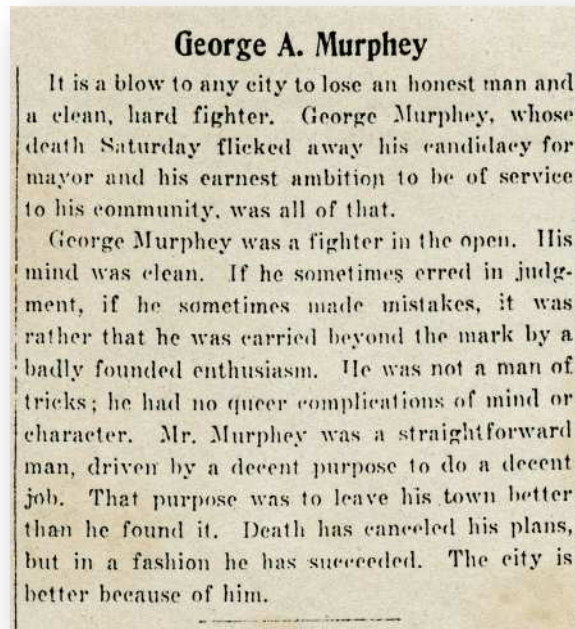 George A. Murphey
It is a blow to any city to lose an honest man and
a clean, hard fighter. George Murphey, whose
death Saturday flicked away his candidacy for
mayor and his earnest ambition to be of service
to his community, was all of that.
George Murphey was a fighter in the open. His
mind was clean. If he sometimes erred in judg-
ment, if he sometimes made mistakes, it was
rather that he was carried beyond the mark by a
badly founded enthusiasm. He was not a man of
tricks; he had no queer complications of mind or
character. Mr. Murphey was a straightforward
man, driven by a decent purpose to do a decent
job. That purpose was to leave his town better
than he found it. Death has canceled his plans,
but in a fashion he has succeeded. The city is
better because of him.